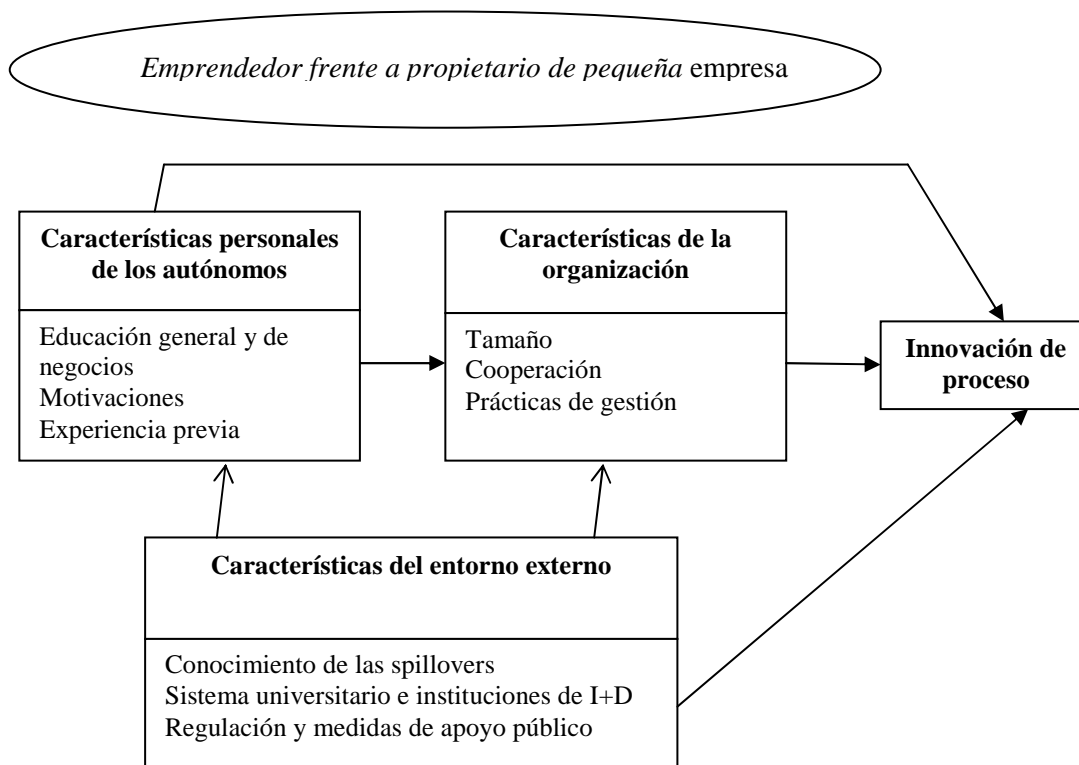 Emprendedor frente a propietario de pequeña empresa
Características personales
de los autónomos
Educación general y de
negocios
Motivaciones
Experiencia previa
Características de la
organización
Tamaño
Cooperación
Prácticas de gestión
Innovación de
proceso
Características del entorno externo
Conocimiento de las spillovers
Sistema universitario e instituciones de I+D
Regulación y medidas de apoyo público